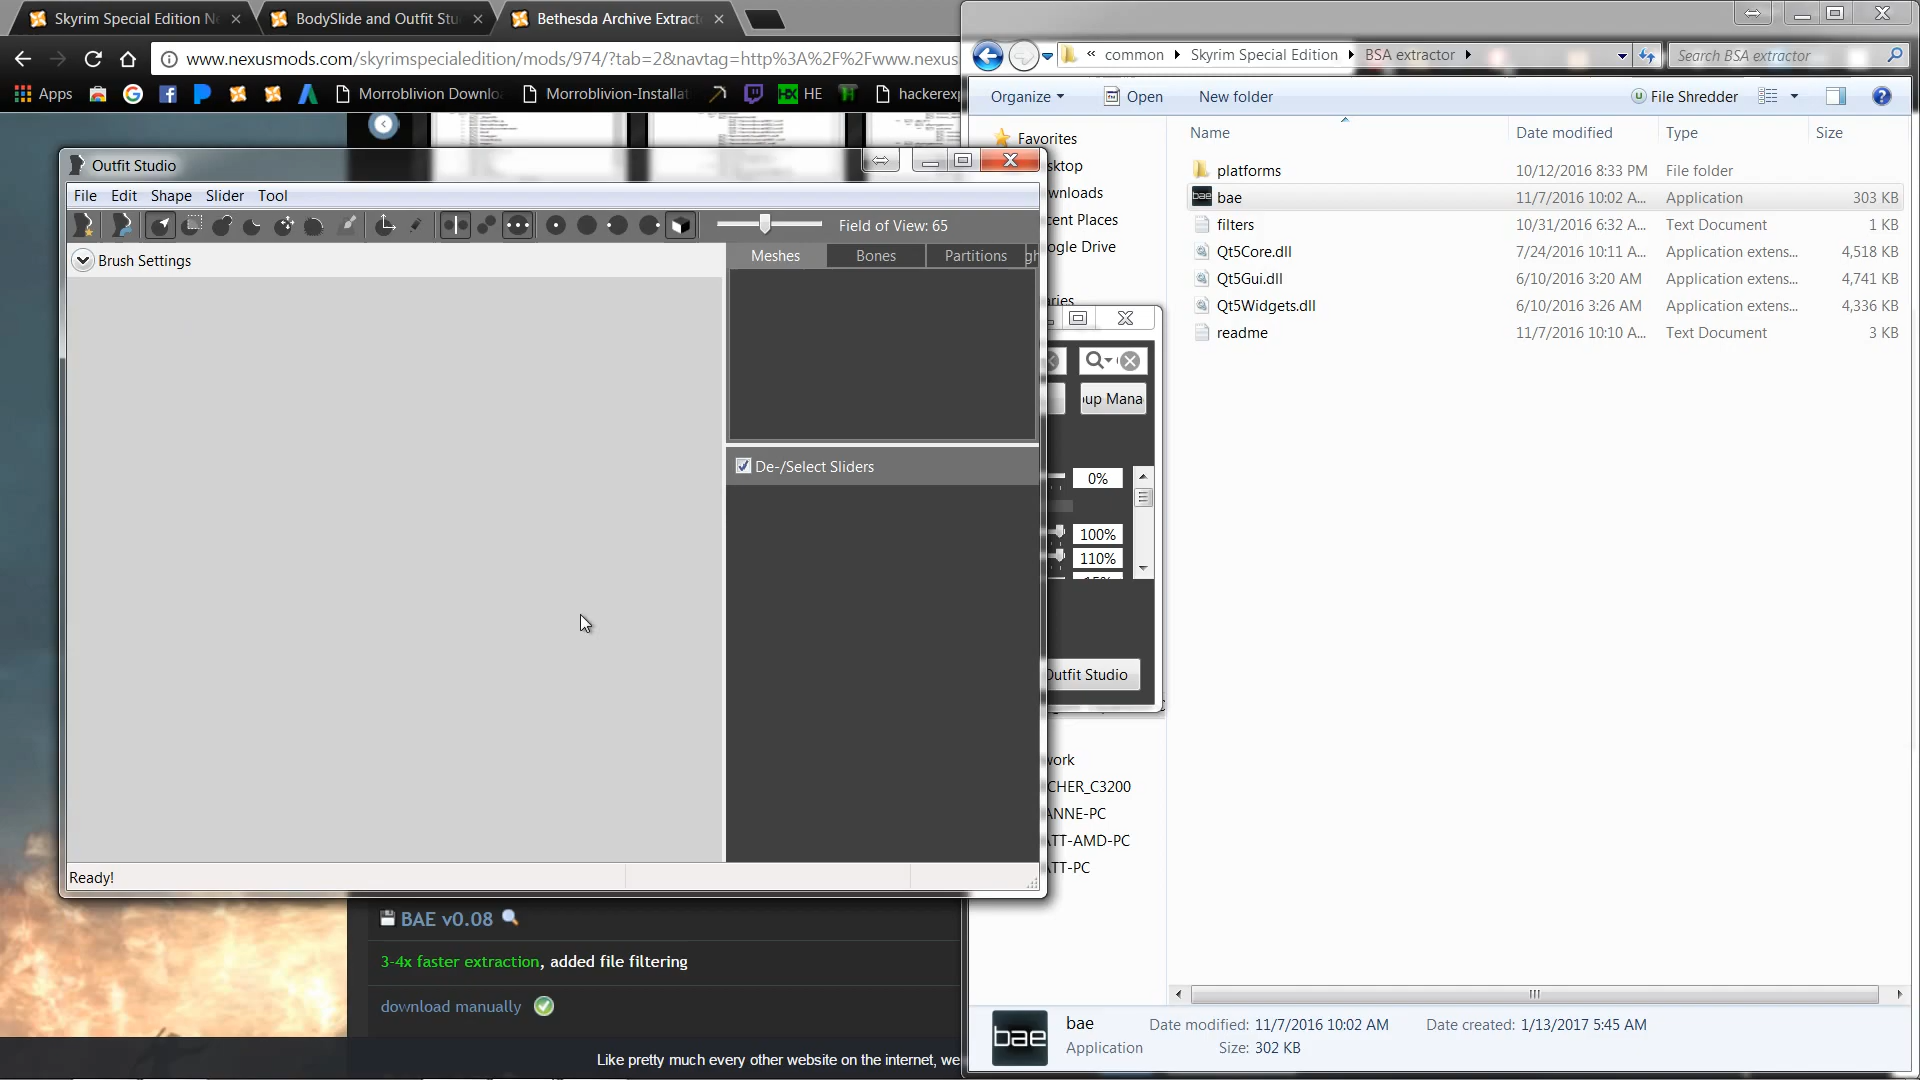 Skyrim Special Edition N
BodySlide and Outfit Stu
Bethesda Archive Extract
www.nexusmods.com/skyrimspecialedition/mods/974/?tab=2&navtag=http%3A%2F%2Fwww.nexus
Apps
Morroblivion Downlo
Morroblivion-Installat
HE
hackerexp
« common Skyrim Special Edition BSA extractor
Search BSA extractor
Organize
Open
New folder
File Shredder
Name
Date modified
Type
Size
Favorites
sktop
wnloads
cent Places
ogle Drive
aries
work
CHER_C3200
ANNE-PC
ATT-AMD-PC
ATT-PC
platforms 10/12/2016 8:33 PM File folder
bae 11/7/2016 10:02 A... Application 303 KB
filters 10/31/2016 6:32 A... Text Document 1 KB
Qt5Core.dll 7/24/2016 10:11 A... Application extens... 4,518 KB
Qt5Gui.dll 6/10/2016 3:20 AM Application extens... 4,741 KB
Qt5Widgets.dll 6/10/2016 3:26 AM Application extens... 4,336 KB
readme 11/7/2016 10:10 A... Text Document 3 KB
Outfit Studio
File Edit Shape Slider Tool
Field of View: 65
Brush Settings
Meshes
Bones
Partitions
De-/Select Sliders
Ready!
oup Mana
0%
100%
110%
Outfit Studio
BAE v0.08
3-4x faster extraction, added file filtering
download manually
Like pretty much every other website on the internet, we
bae
bae
Application
Date modified: 11/7/2016 10:02 AM
Size: 302 KB
Date created: 1/13/2017 5:45 AM